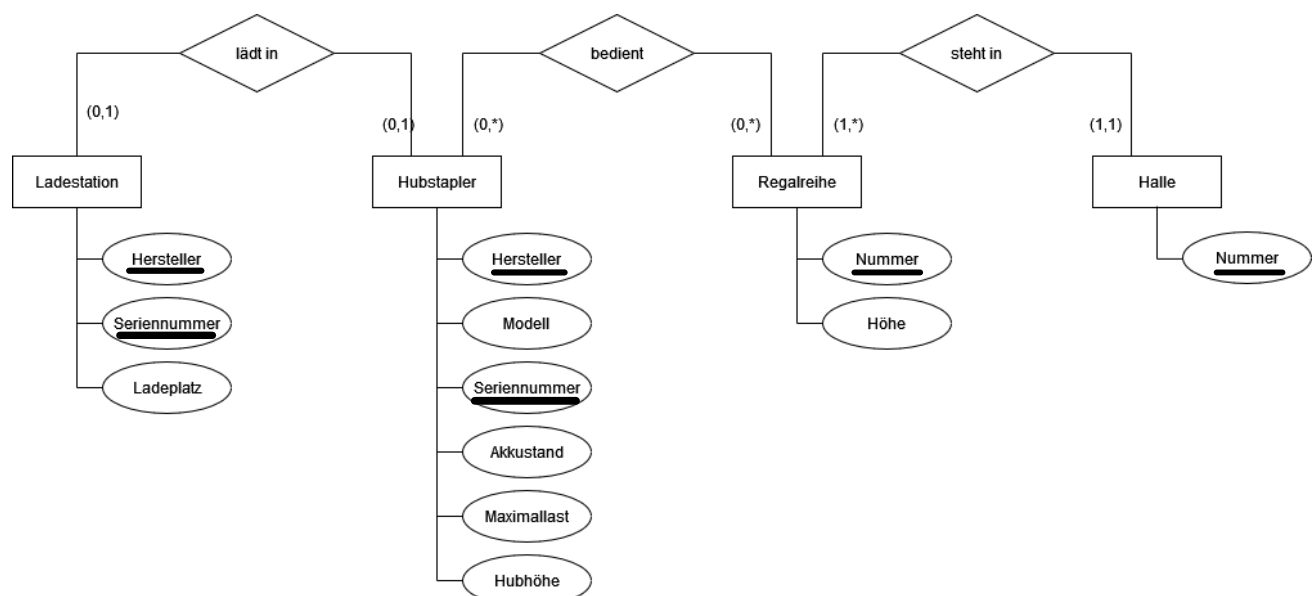 lädt in
bedient
steht in
(0,1)
(0,1)
(0,*)
(0,*)
(1,*)
(1,1)
Ladestation
Hubstapler
Regalreihe
Halle
Hersteller
Hersteller
Nummer
Nummer
Seriennummer
Modell
Höhe
Ladeplatz
Seriennummer
Akkustand
Maximallast
Hubhöhe